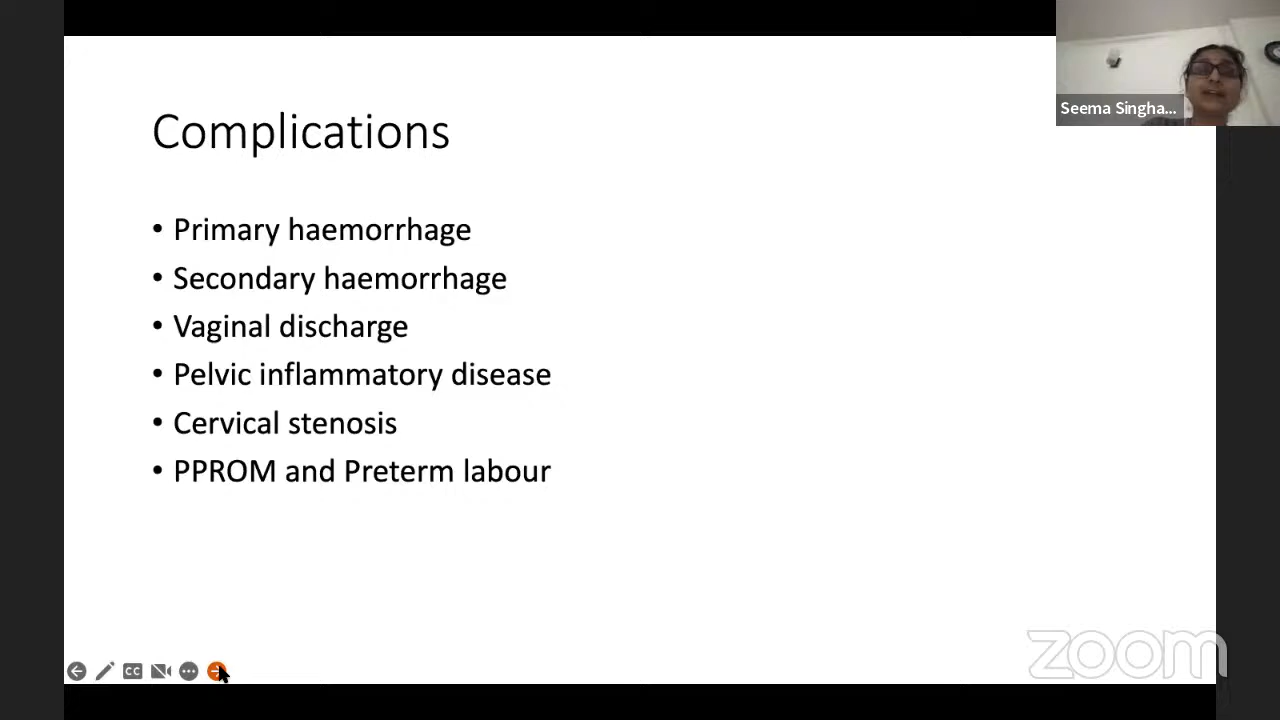 Seema Singha...
Complications
• Primary haemorrhage
• Secondary haemorrhage
• Vaginal discharge
• Pelvic inflammatory disease
• Cervical stenosis
• PPROM and Preterm labour
CC
zoom